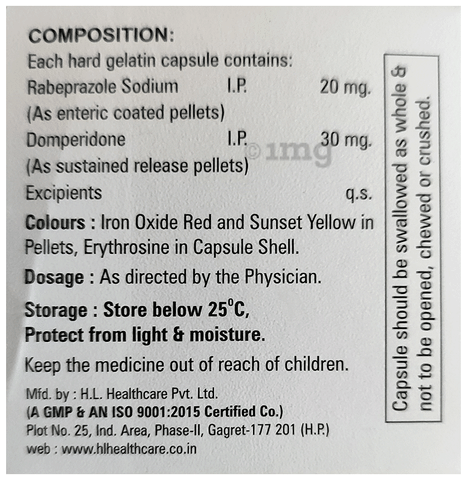 COMPOSITION:
Each hard gelatin capsule contains:
Rabeprazole Sodium I.P. 20 mg.
(As enteric coated pellets)
Domperidone I.P. 30 mg.
(As sustained release pellets)
©1mg
Excipients q.s.
Colours : Iron Oxide Red and Sunset Yellow in
Pellets, Erythrosine in Capsule Shell.
Dosage : As directed by the Physician.
Storage : Store below 25⁰C,
Protect from light & moisture.
Keep the medicine out of reach of children.
Mfd. by : H.L. Healthcare Pvt. Ltd.
(A GMP & AN ISO 9001:2015 Certified Co.)
Plot No. 25, Ind. Area, Phase-II, Gagret-177 201 (H.P.)
web : www.hlhealthcare.co.in
Capsule should be swallowed as whole &
not to be opened, chewed or crushed.